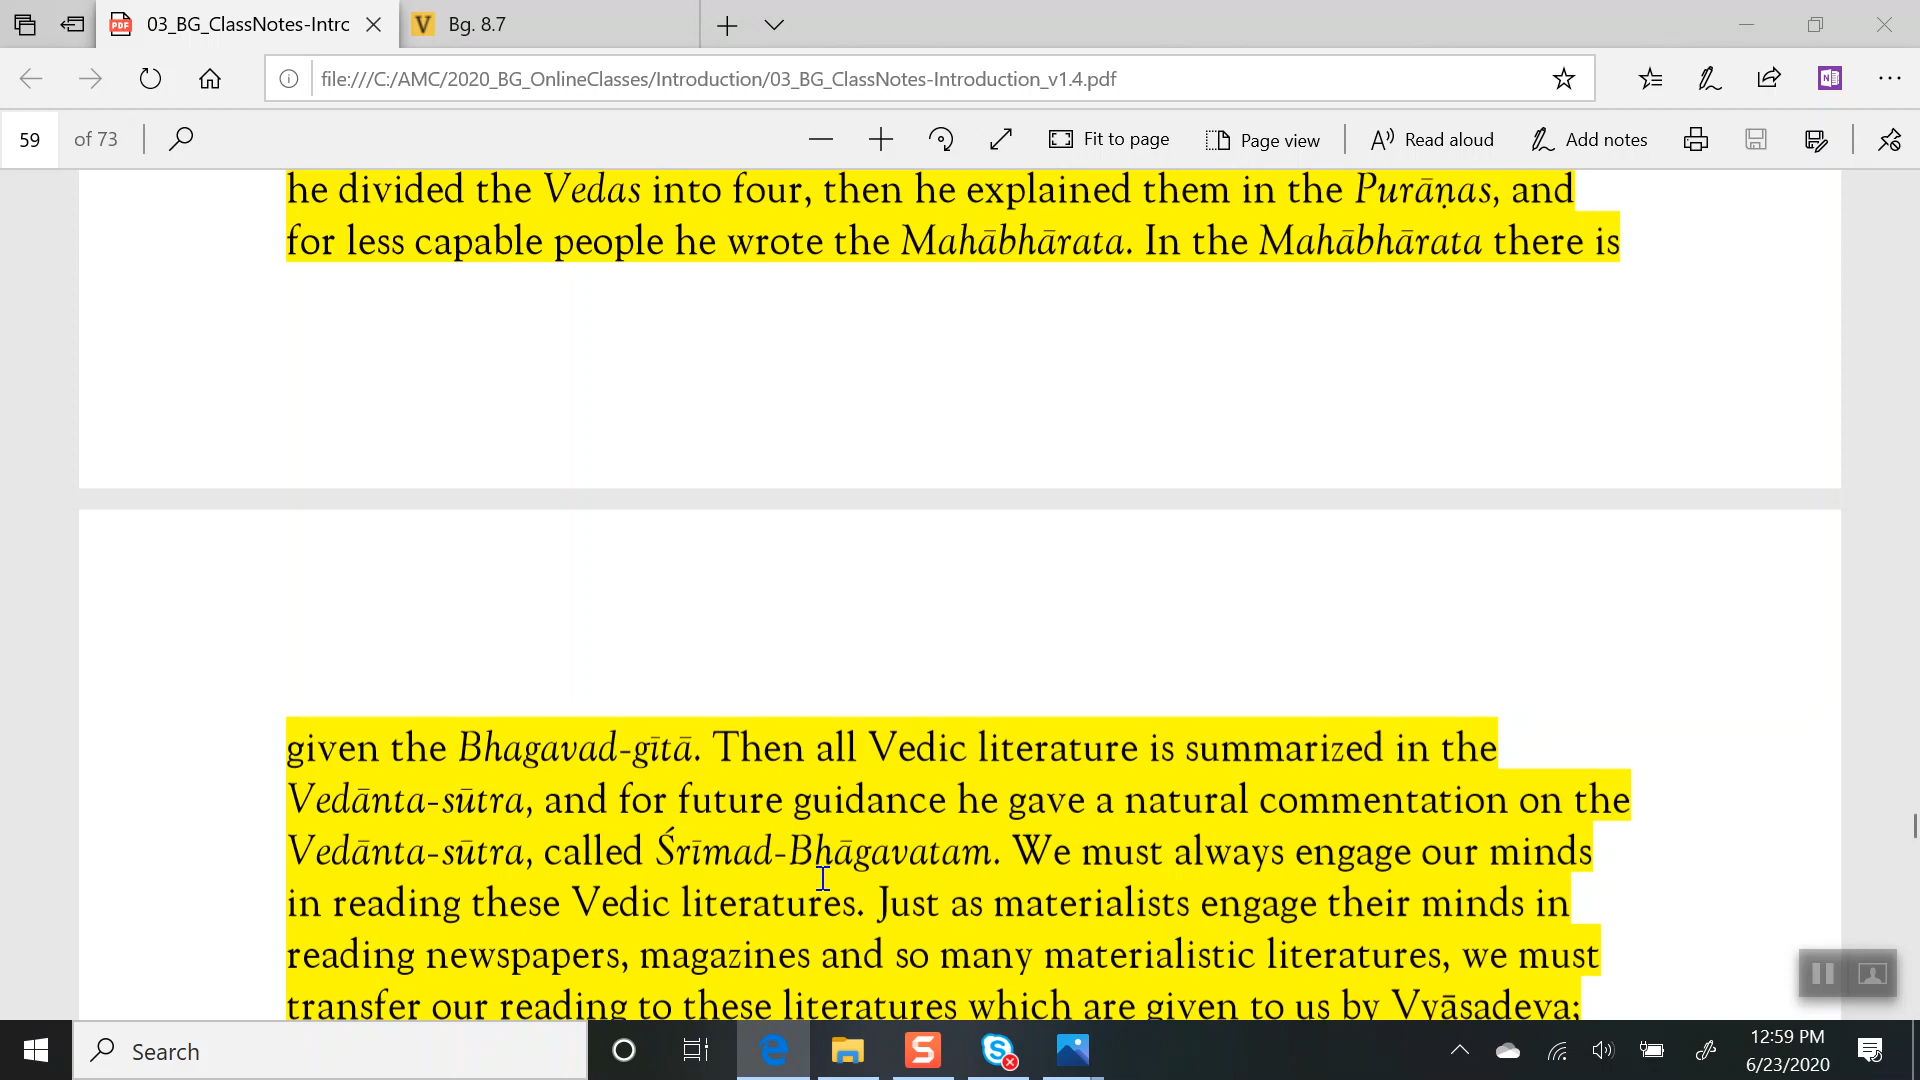 03_BG_ClassNotes-Intrc
Bg. 8.7
file:///C:/AMC/2020_BG_OnlineClasses/Introduction/03_BG_ClassNotes-Introduction_v1.4.pdf
59 of 73 Fit to page Page view Read aloud Add notes
he divided the Vedas into four, then he explained them in the Purāṇas, and
for less capable people he wrote the Mahābhārata. In the Mahābhārata there is
given the Bhagavad-gītā. Then all Vedic literature is summarized in the
Vedānta-sūtra, and for future guidance he gave a natural commentation on the
Vedānta-sūtra, called Śrīmad-Bhāgavatam. We must always engage our minds
in reading these Vedic literatures. Just as materialists engage their minds in
reading newspapers, magazines and so many materialistic literatures, we must
transfer our reading to these literatures which are given to us by Vyāsadeva;
Search
12:59 PM
6/23/2020